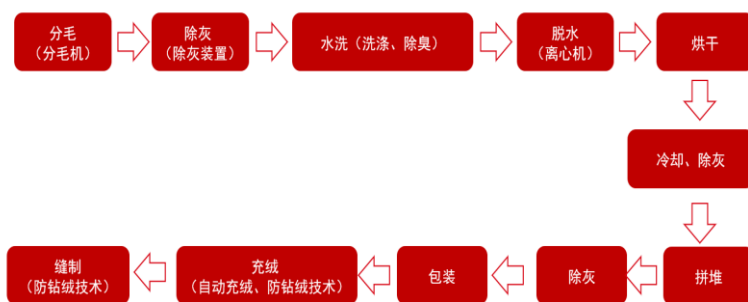 分毛
（分毛机）
除灰
（除灰装置）
水洗（洗涤、除臭）
脱水
（离心机）
烘干
冷却、除灰
拼堆
除灰
包装
充绒
（自动充绒、防钻绒技术）
缝制
（防钻绒技术）